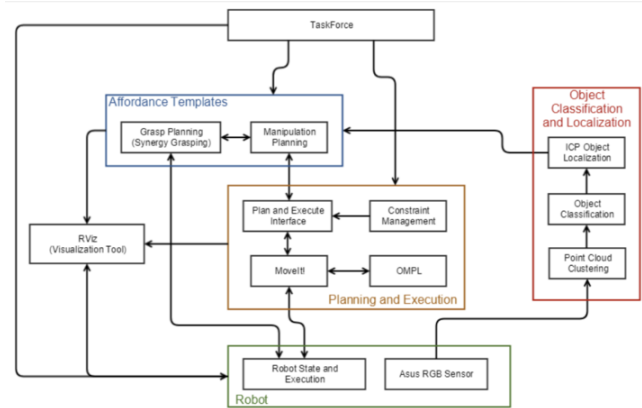 TaskForce
Affordance Templates
Grasp Planning
(Synergy Grasping)
Manipulation
Planning
Object
Classification
and Localization
ICP Object
Localization
Object
Classification
Point Cloud
Clustering
Plan and Execute
Interface
Constraint
Management
RViz
(Visualization Tool)
MoveIt!
OMPL
Planning and Execution
Robot State and
Execution
Asus RGB Sensor
Robot